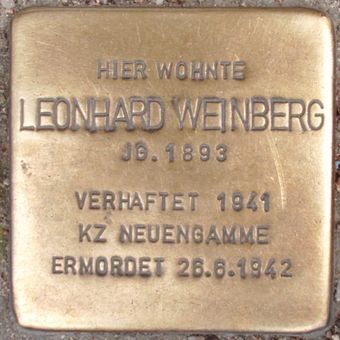 HIER WOHNTE
LEONHARD WEINBERG
JG. 1893
VERHAFTET 1941
KZ NEUENGAMME
ERMORDET 26.6.1942